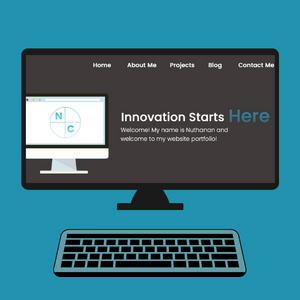 Home About Me Projects Blog Contact Me
N
C
Innovation Starts Here
Welcome! My name is Nuthanan and
welcome to my website portfolio!